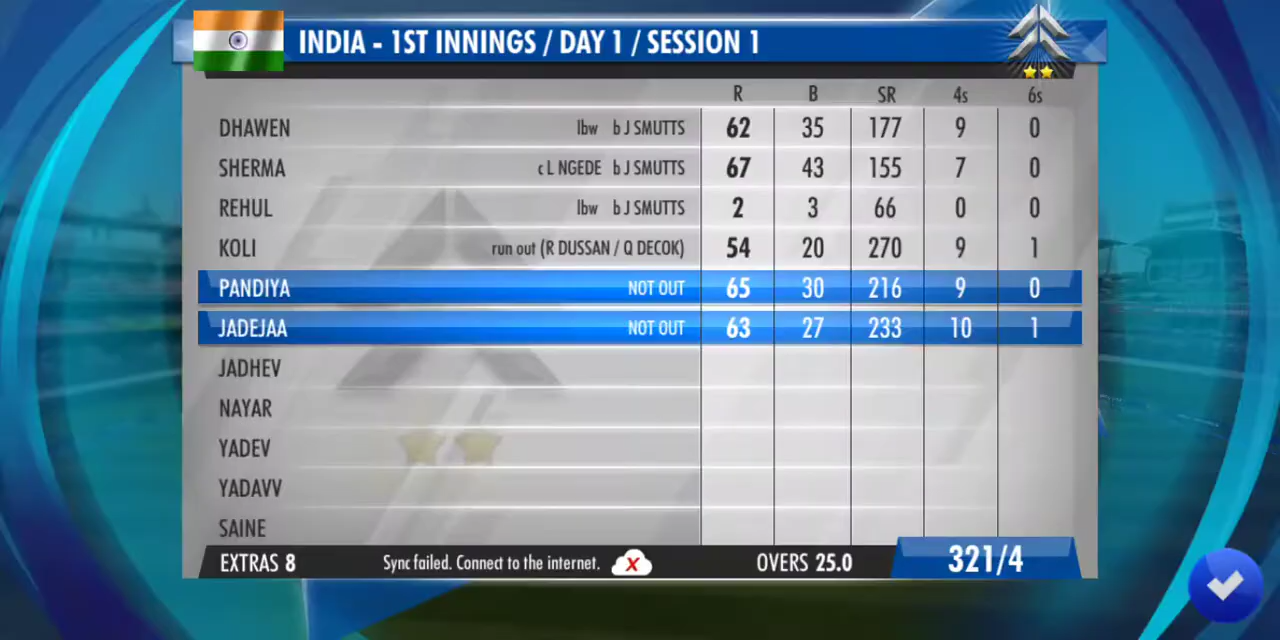 INDIA - 1ST INNINGS / DAY 1 / SESSION 1
R B SR 4s 6s
DHAWEN lbw b J SMUTTS 62 35 177 9 0
SHERMA c L NGEDE b J SMUTTS 67 43 155 7 0
REHUL lbw b J SMUTTS 2 3 66 0 0
KOLI run out (R DUSSAN / Q DECOK) 54 20 270 9 1
PANDIYA NOT OUT 65 30 216 9 0
JADEJAA NOT OUT 63 27 233 10 1
JADHEV
NAYAR
YADEV
YADAVV
SAINE
EXTRAS 8 Sync failed. Connect to the internet. X OVERS 25.0 321/4